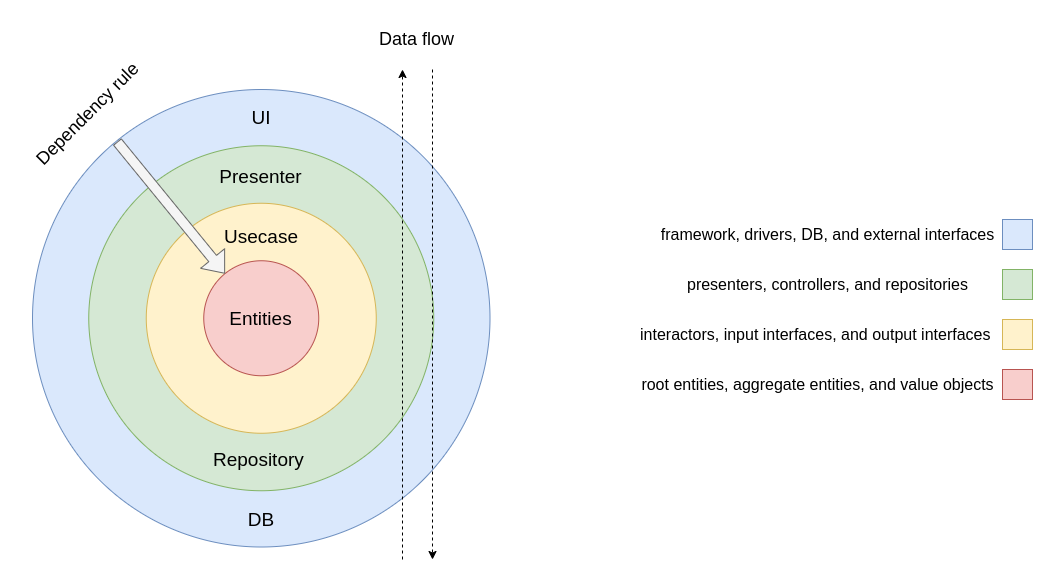 Data flow
Dependency rule
UI
Presenter
Usecase
Entities
Repository
DB
framework, drivers, DB, and external interfaces
presenters, controllers, and repositories
interactors, input interfaces, and output interfaces
root entities, aggregate entities, and value objects